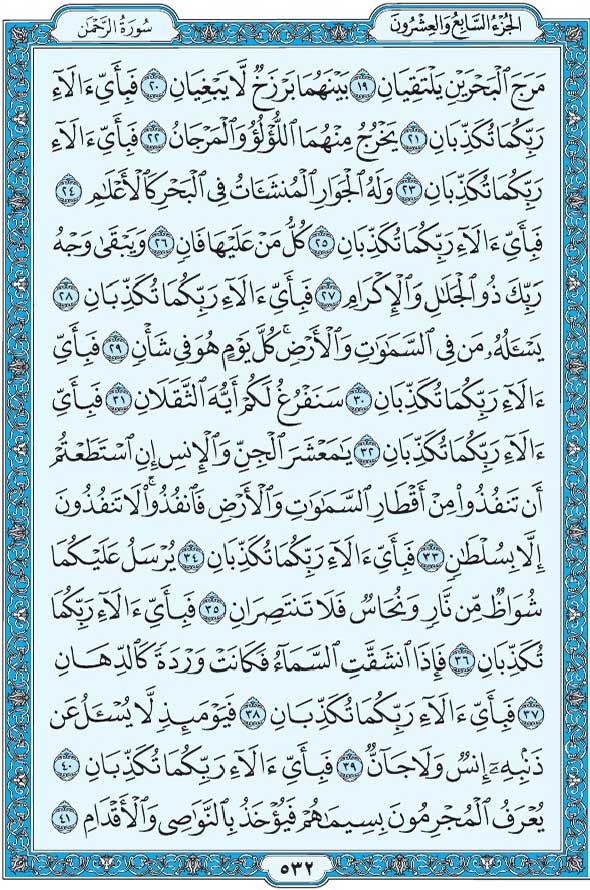 سُورَةُ الرَّحْمَٰن
الجُزْءُ السَّابِعُ وَالعِشْرُونَ
مَرَجَ ٱلْبَحْرَيْنِ يَلْتَقِيَانِ ١٩ بَيْنَهُمَا بَرْزَخٌ لَّا يَبْغِيَانِ ٢٠ فَبِأَيِّ ءَالَآءِ
رَبِّكُمَا تُكَذِّبَانِ ٢١ يَخْرُجُ مِنْهُمَا ٱللُّؤْلُؤُ وَٱلْمَرْجَانُ ٢٢ فَبِأَيِّ ءَالَآءِ
رَبِّكُمَا تُكَذِّبَانِ ٢٣ وَلَهُ ٱلْجَوَارِ ٱلْمُنشَـَٔاتُ فِى ٱلْبَحْرِ كَٱلْأَعْلَٰمِ ٢٤
فَبِأَيِّ ءَالَآءِ رَبِّكُمَا تُكَذِّبَانِ ٢٥ كُلُّ مَنْ عَلَيْهَا فَانٍ ٢٦ وَيَبْقَىٰ وَجْهُ
رَبِّكَ ذُو ٱلْجَلَٰلِ وَٱلْإِكْرَامِ ٢٧ فَبِأَيِّ ءَالَآءِ رَبِّكُمَا تُكَذِّبَانِ ٢٨
يَسْـَٔلُهُۥ مَن فِى ٱلسَّمَٰوَٰتِ وَٱلْأَرْضِ ۚ كُلَّ يَوْمٍ هُوَ فِى شَأْنٍ ٢٩ فَبِأَيِّ
ءَالَآءِ رَبِّكُمَا تُكَذِّبَانِ ٣٠ سَنَفْرُغُ لَكُمْ أَيُّهَ ٱلثَّقَلَانِ ٣١ فَبِأَيِّ
ءَالَآءِ رَبِّكُمَا تُكَذِّبَانِ ٣٢ يَٰمَعْشَرَ ٱلْجِنِّ وَٱلْإِنسِ إِنِ ٱسْتَطَعْتُمْ
أَن تَنفُذُوا۟ مِنْ أَقْطَارِ ٱلسَّمَٰوَٰتِ وَٱلْأَرْضِ فَٱنفُذُوا۟ ۚ لَا تَنفُذُونَ
إِلَّا بِسُلْطَٰنٍ ٣٣ فَبِأَيِّ ءَالَآءِ رَبِّكُمَا تُكَذِّبَانِ ٣٤ يُرْسَلُ عَلَيْكُمَا
شُوَاظٌ مِّن نَّارٍ وَنُحَاسٌ فَلَا تَنتَصِرَانِ ٣٥ فَبِأَيِّ ءَالَآءِ رَبِّكُمَا
تُكَذِّبَانِ ٣٦ فَإِذَا ٱنشَقَّتِ ٱلسَّمَآءُ فَكَانَتْ وَرْدَةً كَٱلدِّهَانِ
٣٧ فَبِأَيِّ ءَالَآءِ رَبِّكُمَا تُكَذِّبَانِ ٣٨ فَيَوْمَئِذٍ لَّا يُسْـَٔلُ عَن
ذَنۢبِهِۦٓ إِنسٌ وَلَا جَآنٌّ ٣٩ فَبِأَيِّ ءَالَآءِ رَبِّكُمَا تُكَذِّبَانِ ٤٠
يُعْرَفُ ٱلْمُجْرِمُونَ بِسِيمَٰهُمْ فَيُؤْخَذُ بِٱلنَّوَٰصِى وَٱلْأَقْدَامِ ٤١
٥٣٢